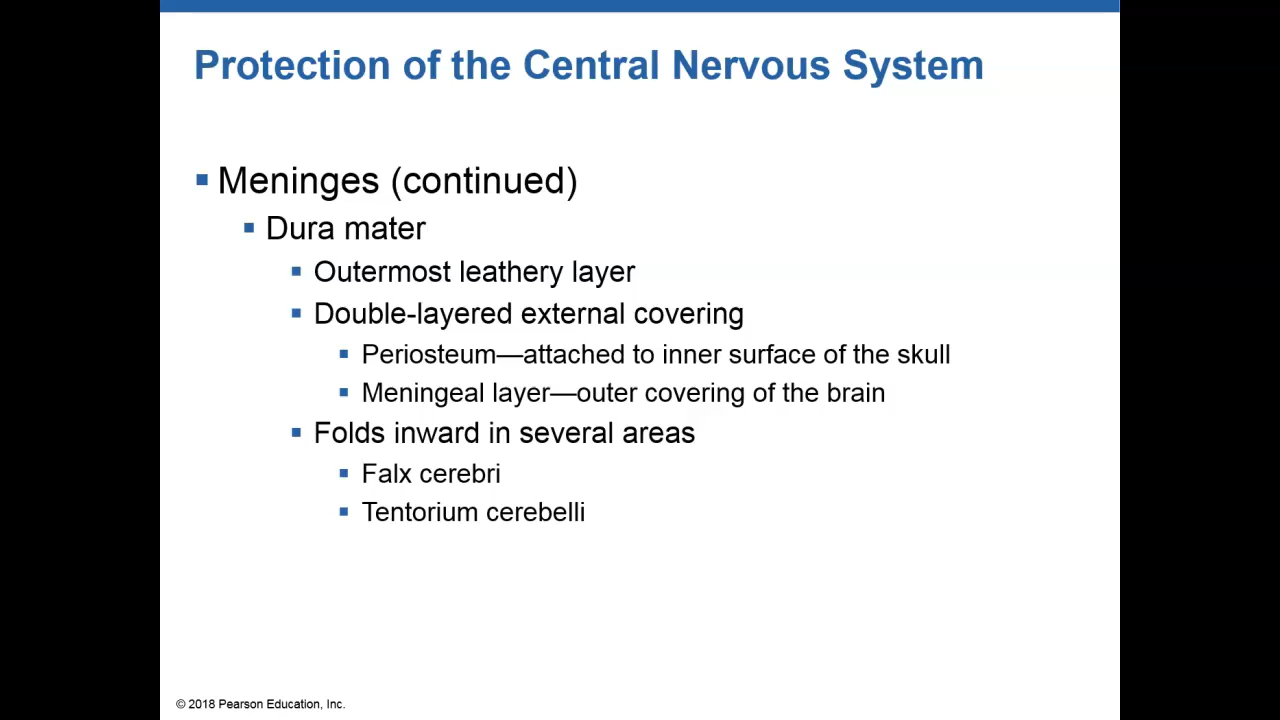 Protection of the Central Nervous System
▪ Meninges (continued)
▪ Dura mater
▪ Outermost leathery layer
▪ Double-layered external covering
▪ Periosteum—attached to inner surface of the skull
▪ Meningeal layer—outer covering of the brain
▪ Folds inward in several areas
▪ Falx cerebri
▪ Tentorium cerebelli
© 2018 Pearson Education, Inc.